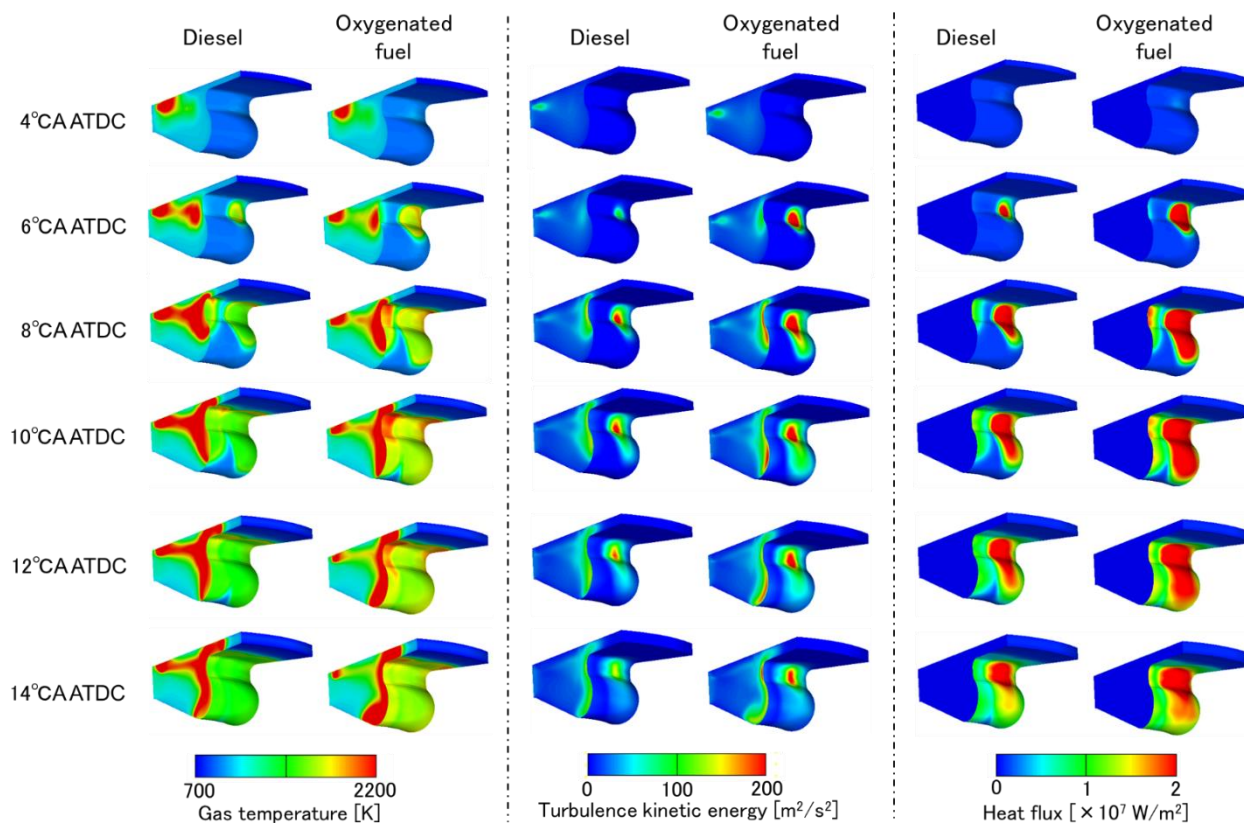 Diesel
Oxygenated
fuel
Diesel
Oxygenated
fuel
Diesel
Oxygenated
fuel
4°CA ATDC
6°CA ATDC
8°CA ATDC
10°CA ATDC
12°CA ATDC
14°CA ATDC
700 2200
Gas temperature [K]
0 100 200
Turbulence kinetic energy [m²/s²]
0 1 2
Heat flux [×10⁷ W/m²]